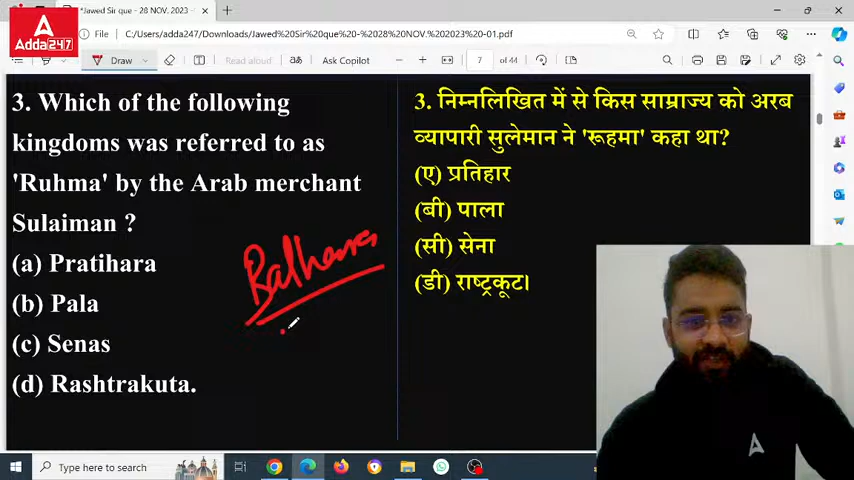 *Jawed Sir que - 28 NOV. 2023
File
C:/Users/adda247/Downloads/Jawed%20Sir%20que%20-%2028%20NOV.%202023%20-01.pdf
Adda247
Draw
Read aloud
Ask Copilot
7
of 44
3. Which of the following
kingdoms was referred to as
'Ruhma' by the Arab merchant
Sulaiman ?
(a) Pratihara
(b) Pala
(c) Senas
(d) Rashtrakuta.
3. निम्नलिखित में से किस साम्राज्य को अरब
व्यापारी सुलेमान ने 'रूहमा' कहा था?
(ए) प्रतिहार
(बी) पाला
(सी) सेना
(डी) राष्ट्रकूट।
Type here to search